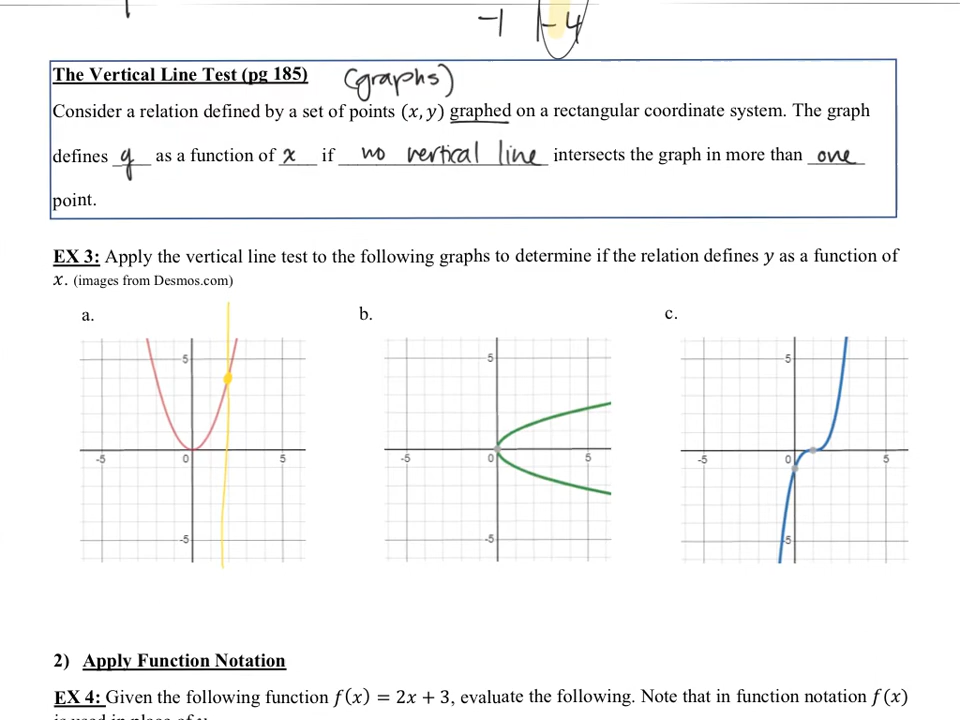 -1 | -4
The Vertical Line Test (pg 185) (graphs)
Consider a relation defined by a set of points (x, y) graphed on a rectangular coordinate system. The graph
defines y as a function of x if no vertical line intersects the graph in more than one
point.
EX 3: Apply the vertical line test to the following graphs to determine if the relation defines y as a function of
x. (images from Desmos.com)
a. b. c.
5 5 5
-5 0 5 -5 0 5 -5 0 5
-5 -5 -5
2) Apply Function Notation
EX 4: Given the following function f(x) = 2x + 3, evaluate the following. Note that in function notation f(x)